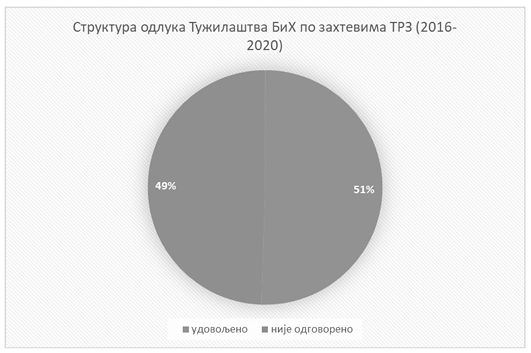 Структура одлука Тужилаштва БиХ по захтевима ТРЗ (2016-
2020)
49%
51%
удовољено није одговорено